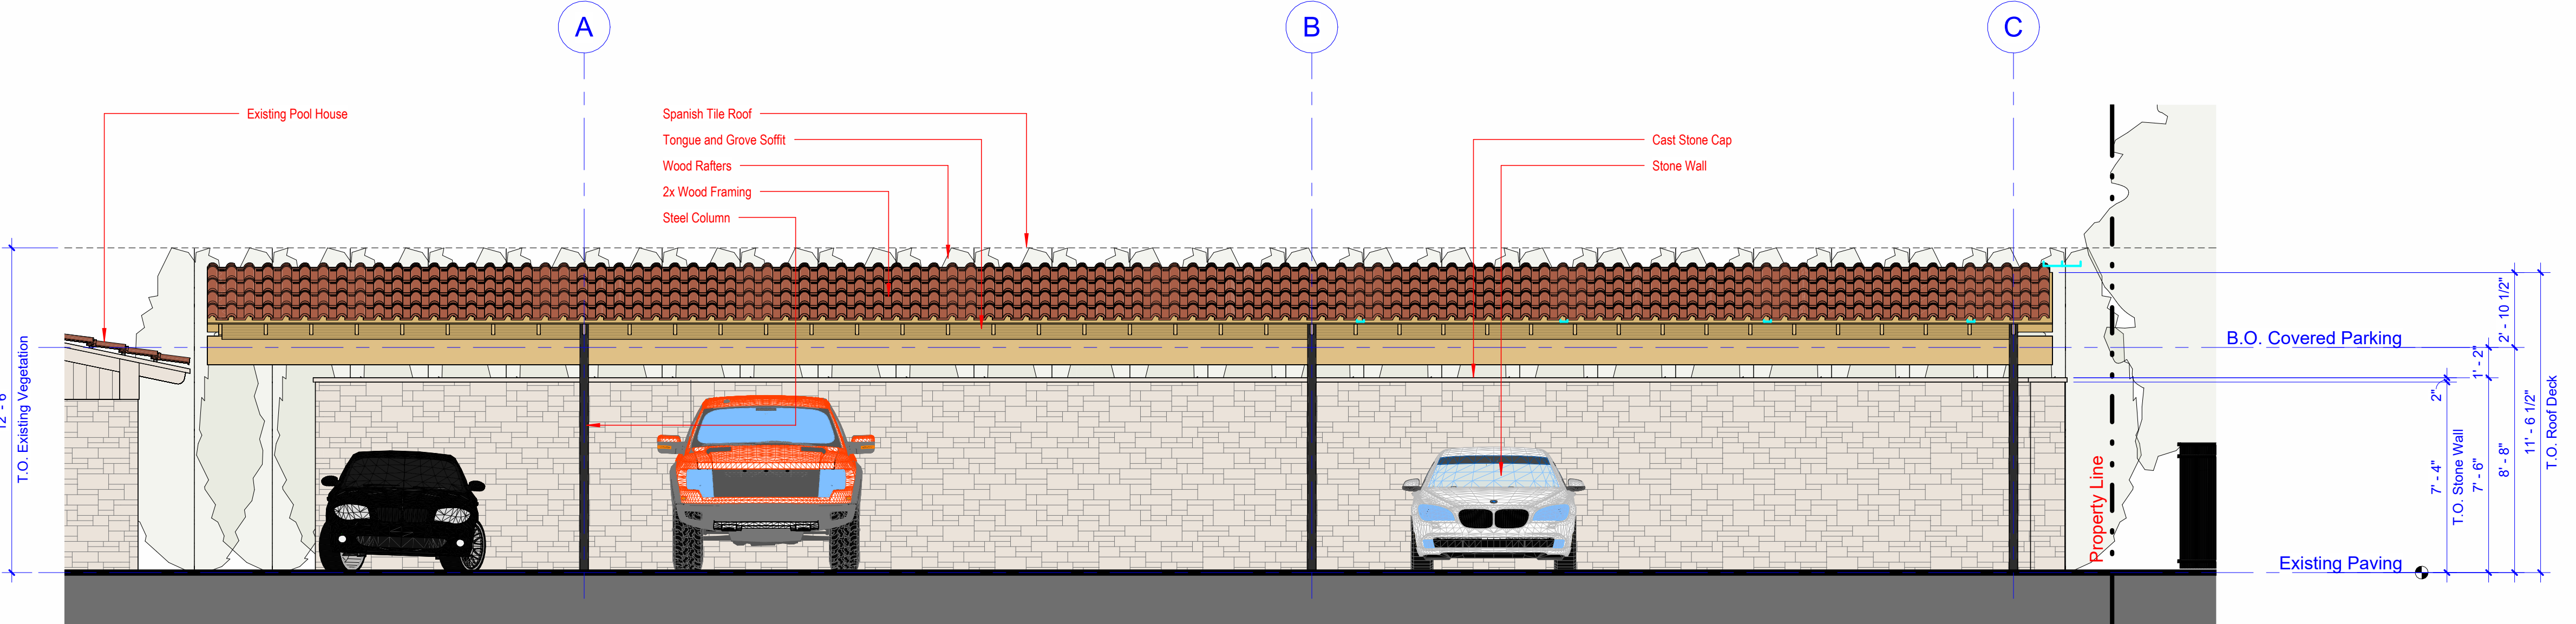 A
B
C
Existing Pool House
Spanish Tile Roof
Tongue and Grove Soffit
Wood Rafters
2x Wood Framing
Steel Column
Cast Stone Cap
Stone Wall
T.O. Existing Vegetation
Property Line
B.O. Covered Parking
Existing Paving
2"
7' - 4"
T.O. Stone Wall
1' - 2"
7' - 6"
2' - 10 1/2"
8' - 8"
11' - 6 1/2"
T.O. Roof Deck